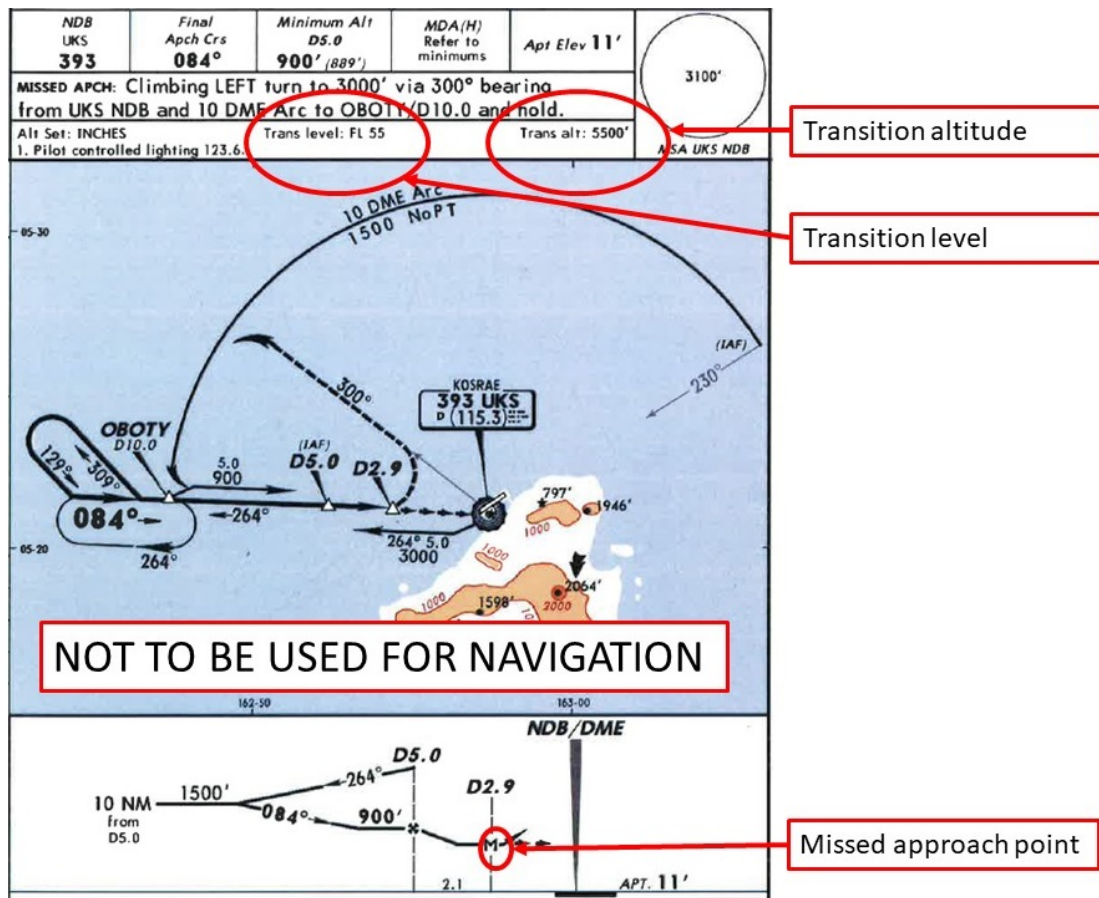 NDB
UKS
393
Final
Apch Crs
084°
Minimum Alt
D5.0
900' (889')
MDA(H)
Refer to
minimums
Apt Elev 11'
3100'
MISSED APCH: Climbing LEFT turn to 3000' via 300° bearing
from UKS NDB and 10 DME Arc to OBOTY/D10.0 and hold.
Alt Set: INCHES
Trans level: FL 55
Trans alt: 5500'
1. Pilot controlled lighting 123.6.
MSA UKS NDB
Transition altitude
Transition level
10 DME Arc
1500 NoPT
05-30
(IAF)
230°
300°
KOSRAE
393 UKS
D (115.3)
OBOTY
D10.0
(IAF)
D5.0
D2.9
129°
309°
5.0
900
084°
264°
264°
264° 5.0
3000
797'
1946'
1000
1000
05-20
2064'
1000
1598'
2000
NOT TO BE USED FOR NAVIGATION
162-50
163-00
NDB/DME
D5.0
D2.9
264°
10 NM
from
D5.0
1500'
084°
900'
M
Missed approach point
2.1
APT. 11'